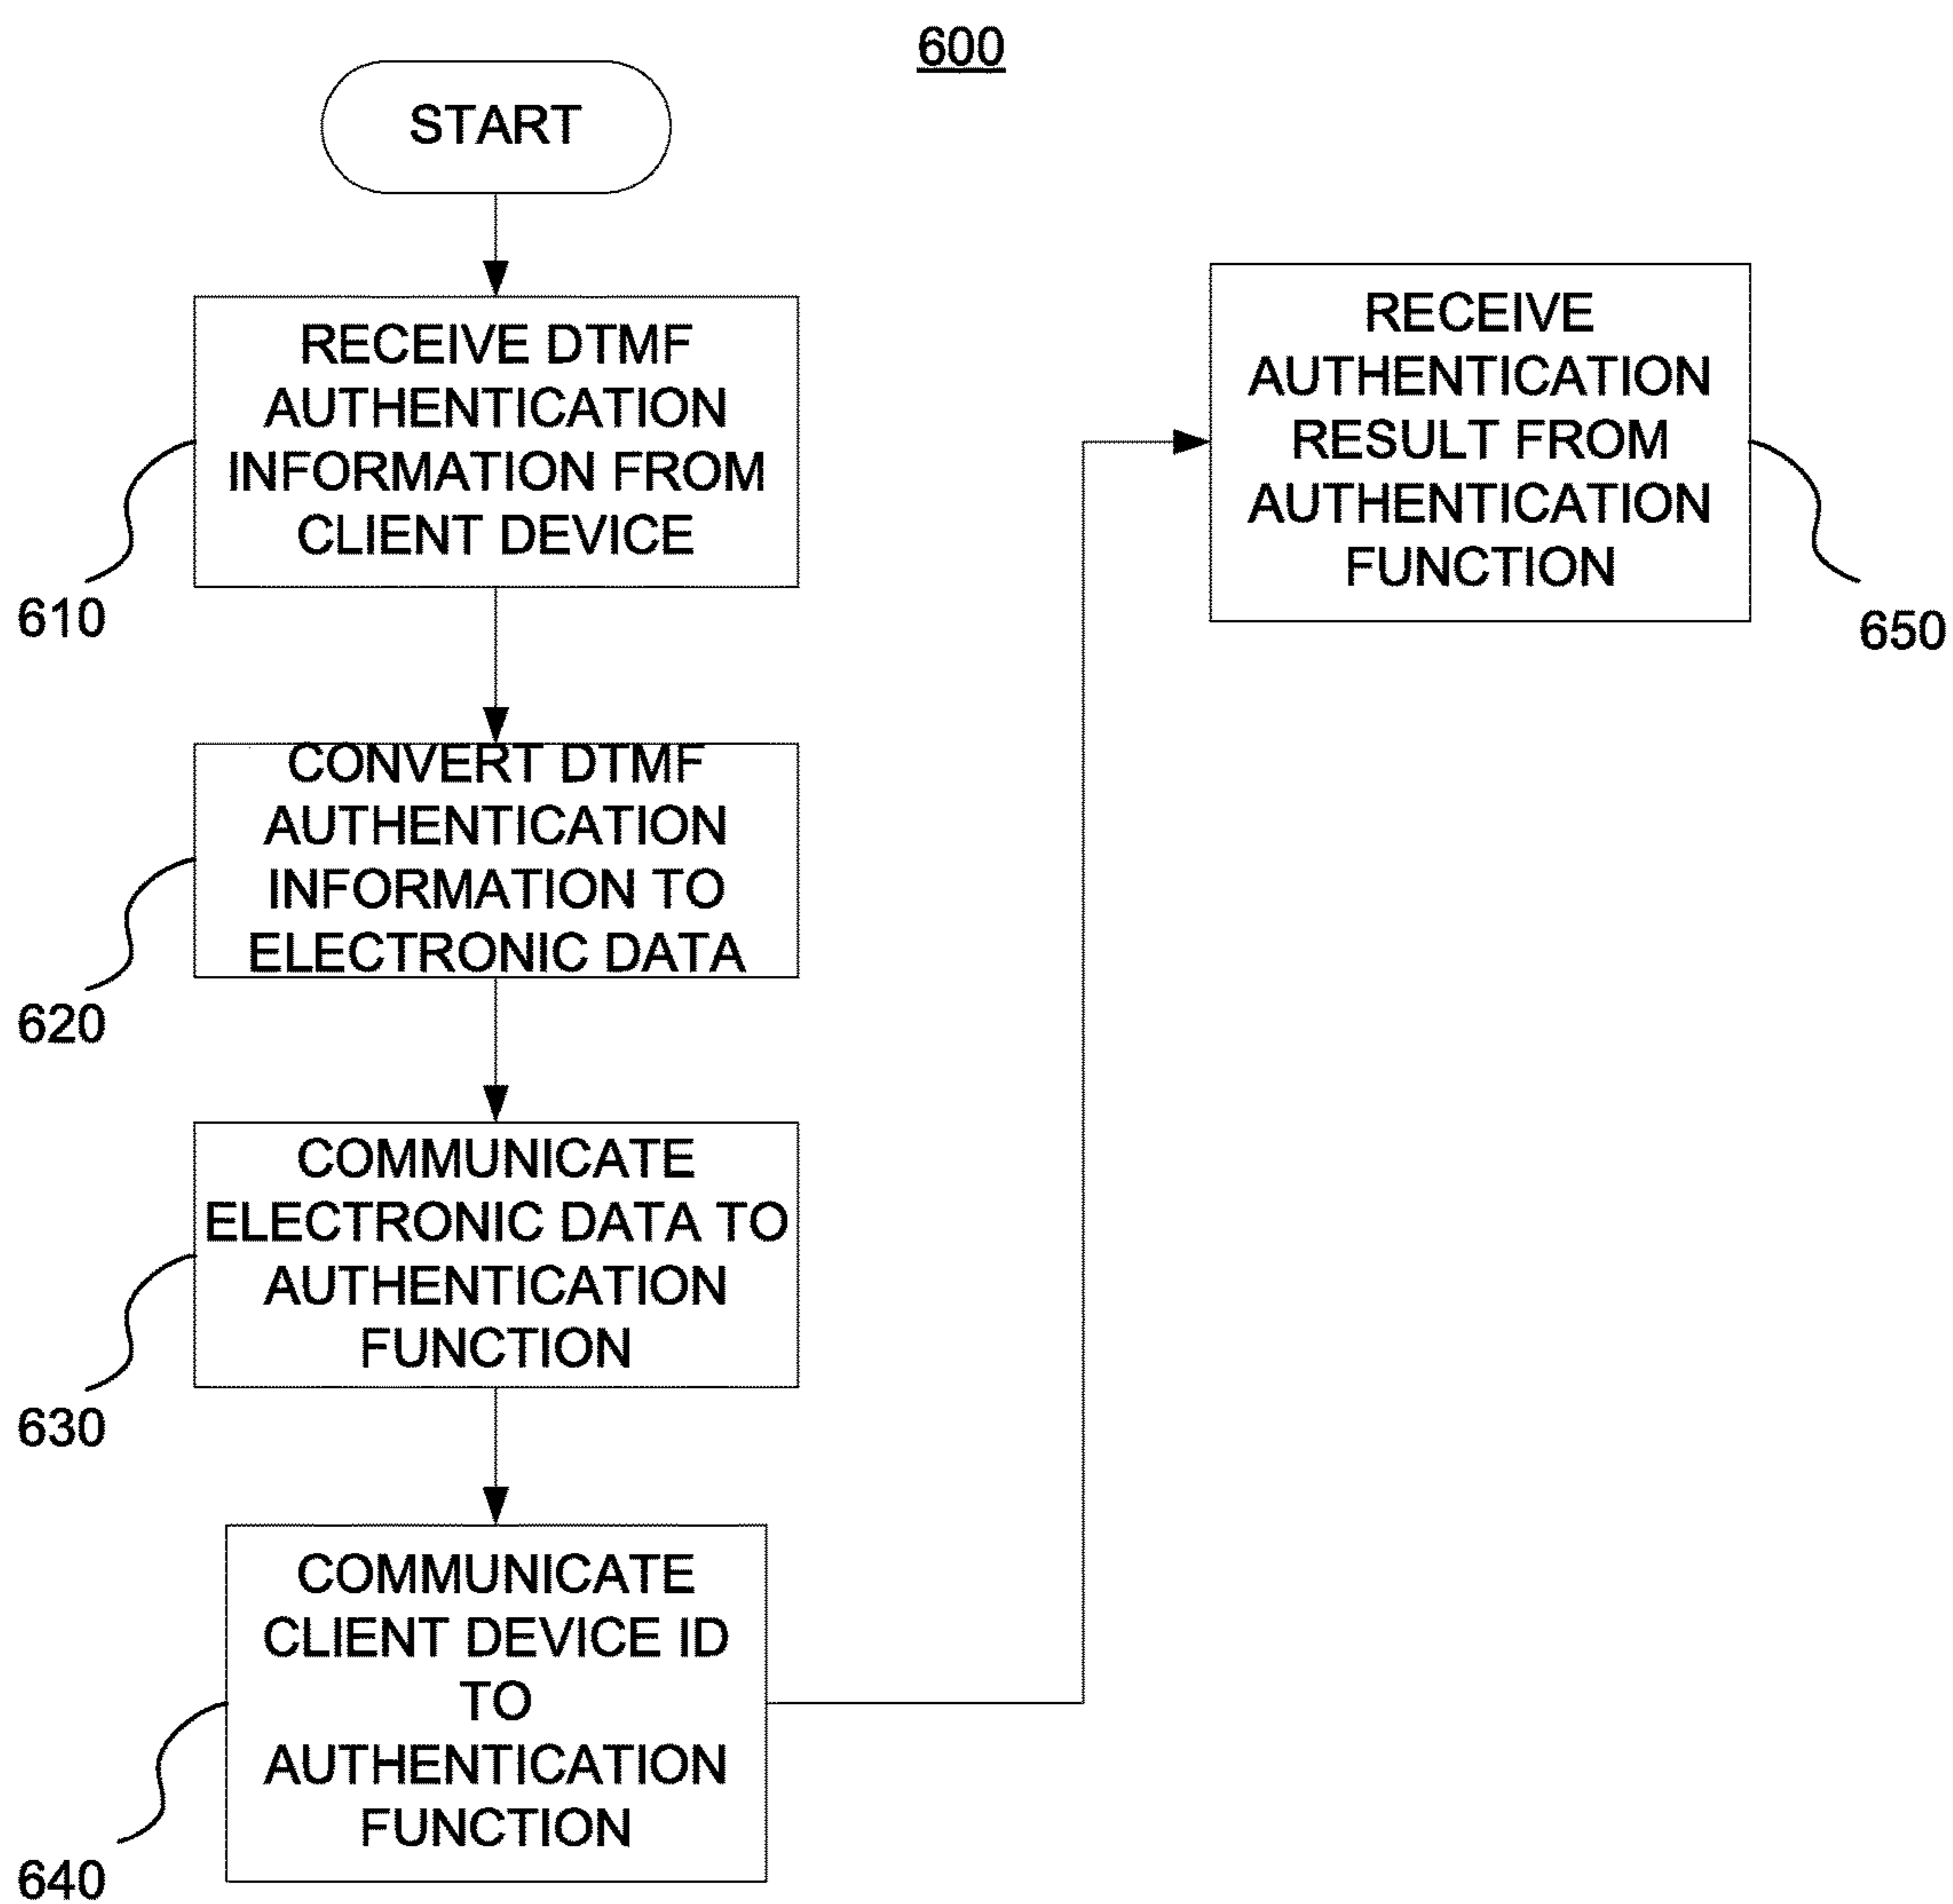 600
START
RECEIVE DTMF
AUTHENTICATION
INFORMATION FROM
CLIENT DEVICE
610
CONVERT DTMF
AUTHENTICATION
INFORMATION TO
ELECTRONIC DATA
620
COMMUNICATE
ELECTRONIC DATA TO
AUTHENTICATION
FUNCTION
630
COMMUNICATE
CLIENT DEVICE ID
TO
AUTHENTICATION
FUNCTION
640
RECEIVE
AUTHENTICATION
RESULT FROM
AUTHENTICATION
FUNCTION
650